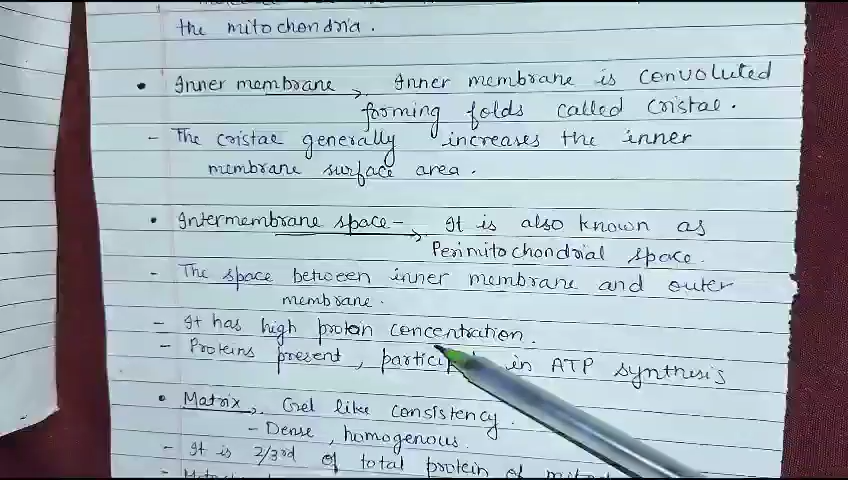 the mitochondria.
• Inner membrane → Inner membrane is convoluted
forming folds called cristae.
- The cristae generally increases the inner
membrane surface area.
• Intermembrane space - → It is also known as
Perimitochondrial space.
- The space between inner membrane and outer
membrane.
- It has high proton concentration.
- Proteins present, particip in ATP synthesis
• Matrix, Gel like consistency.
- Dense, homogenous.
- It is 2/3rd of total protein of